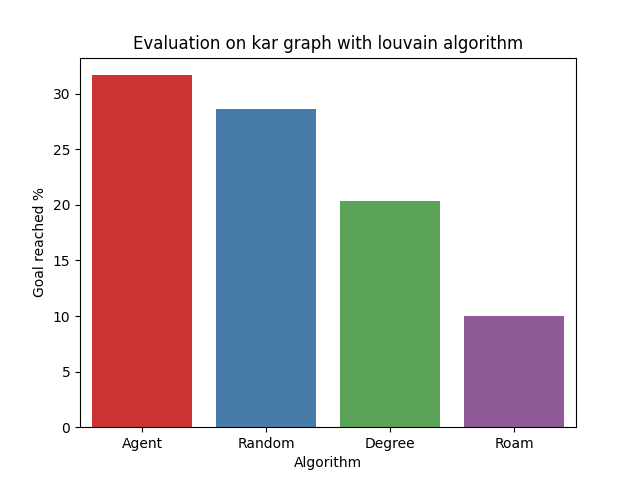 Evaluation on kar graph with louvain algorithm
Goal reached %
30
25
20
15
10
5
0
Agent Random Degree Roam
Algorithm